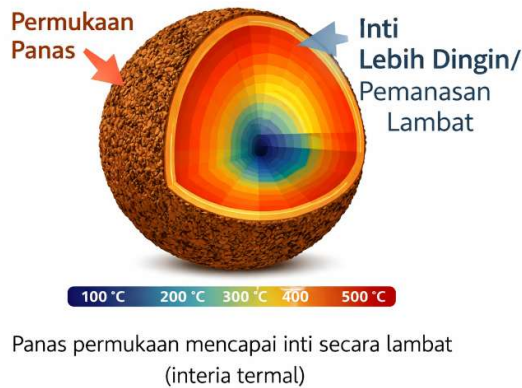 Permukaan
Panas
Inti
Lebih Dingin/
Pemanasan
Lambat
100 °C 200 °C 300 °C 400 500 °C
Panas permukaan mencapai inti secara lambat
(interia termal)